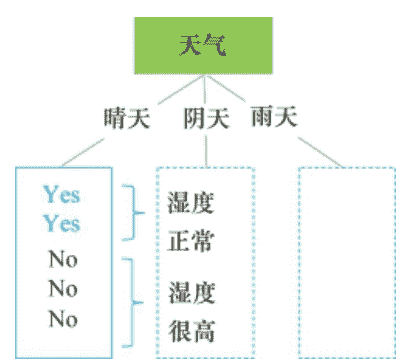 天气
晴天 阴天 雨天
Yes
Yes
No
No
No
湿度
正常
湿度
很高